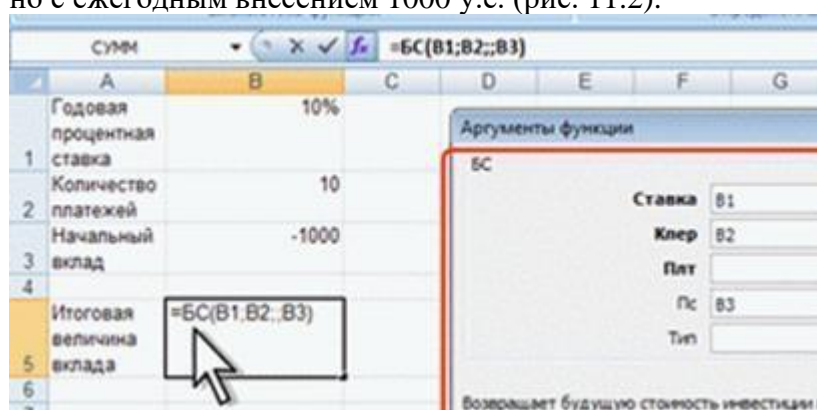 но с ежегодным внесением 1000 у.е. (рис. 11.2).
СУММ =БС(B1;B2;;B3)
A B C D E F G
Годовая 10%
процентная
1 ставка
Количество 10
2 платежей
Начальный -1000
3 вклад
4
Итоговая =БС(B1;B2;;B3)
величина
5 вклада
6
Аргументы функции
БС
Ставка B1
Кпер B2
Плт
Пс B3
Тип
Возвращает будущую стоимость инвестиции